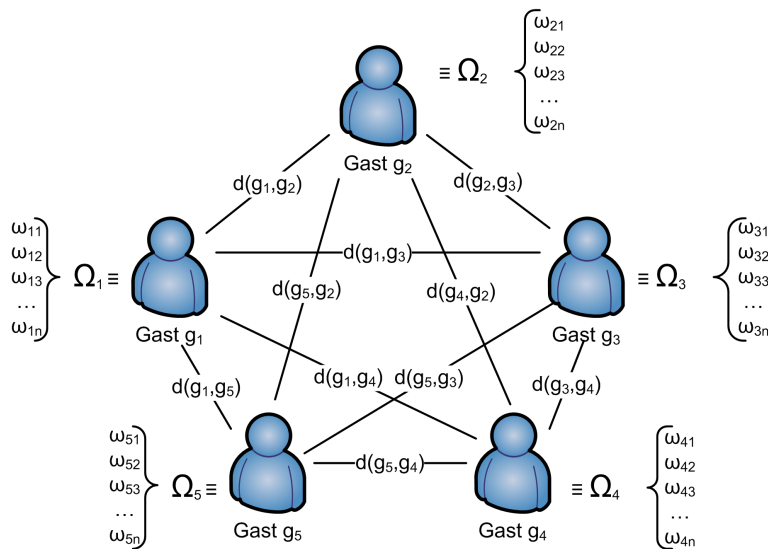 ω21
ω22
≡ Ω2
ω23
...
ω2n
Gast g2
d(g1,g2)
d(g2,g3)
ω11
ω12
ω13
...
ω1n
Ω1 ≡
d(g1,g3)
≡ Ω3
ω31
ω32
ω33
...
ω3n
d(g5,g2)
d(g4,g2)
Gast g1
Gast g3
d(g1,g5)
d(g1,g4)
d(g5,g3)
d(g3,g4)
ω51
ω52
ω53
...
ω5n
Ω5 ≡
d(g5,g4)
≡ Ω4
ω41
ω42
ω43
...
ω4n
Gast g5
Gast g4